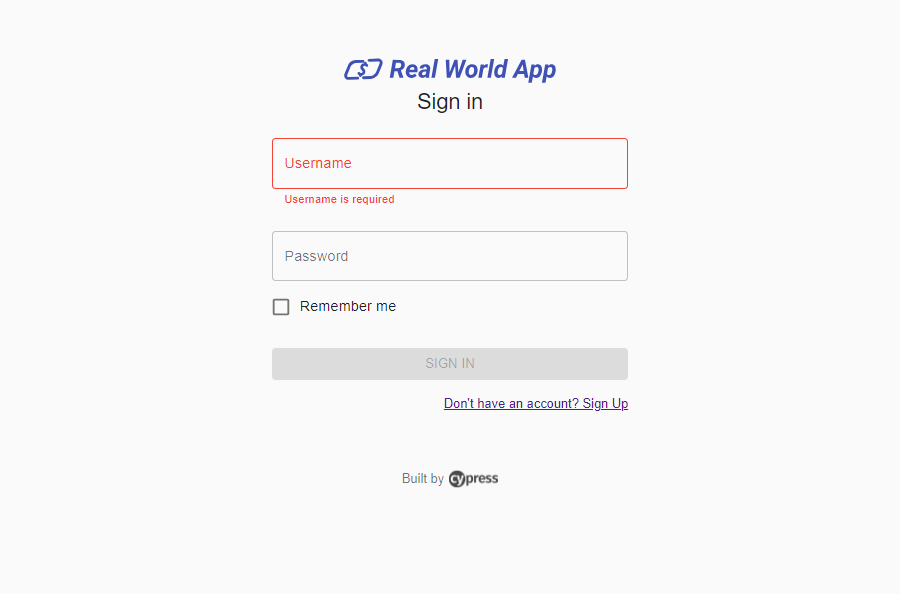 Real World App
Sign in
Username
Username is required
Password
Remember me
SIGN IN
Don't have an account? Sign Up
Built by cypress